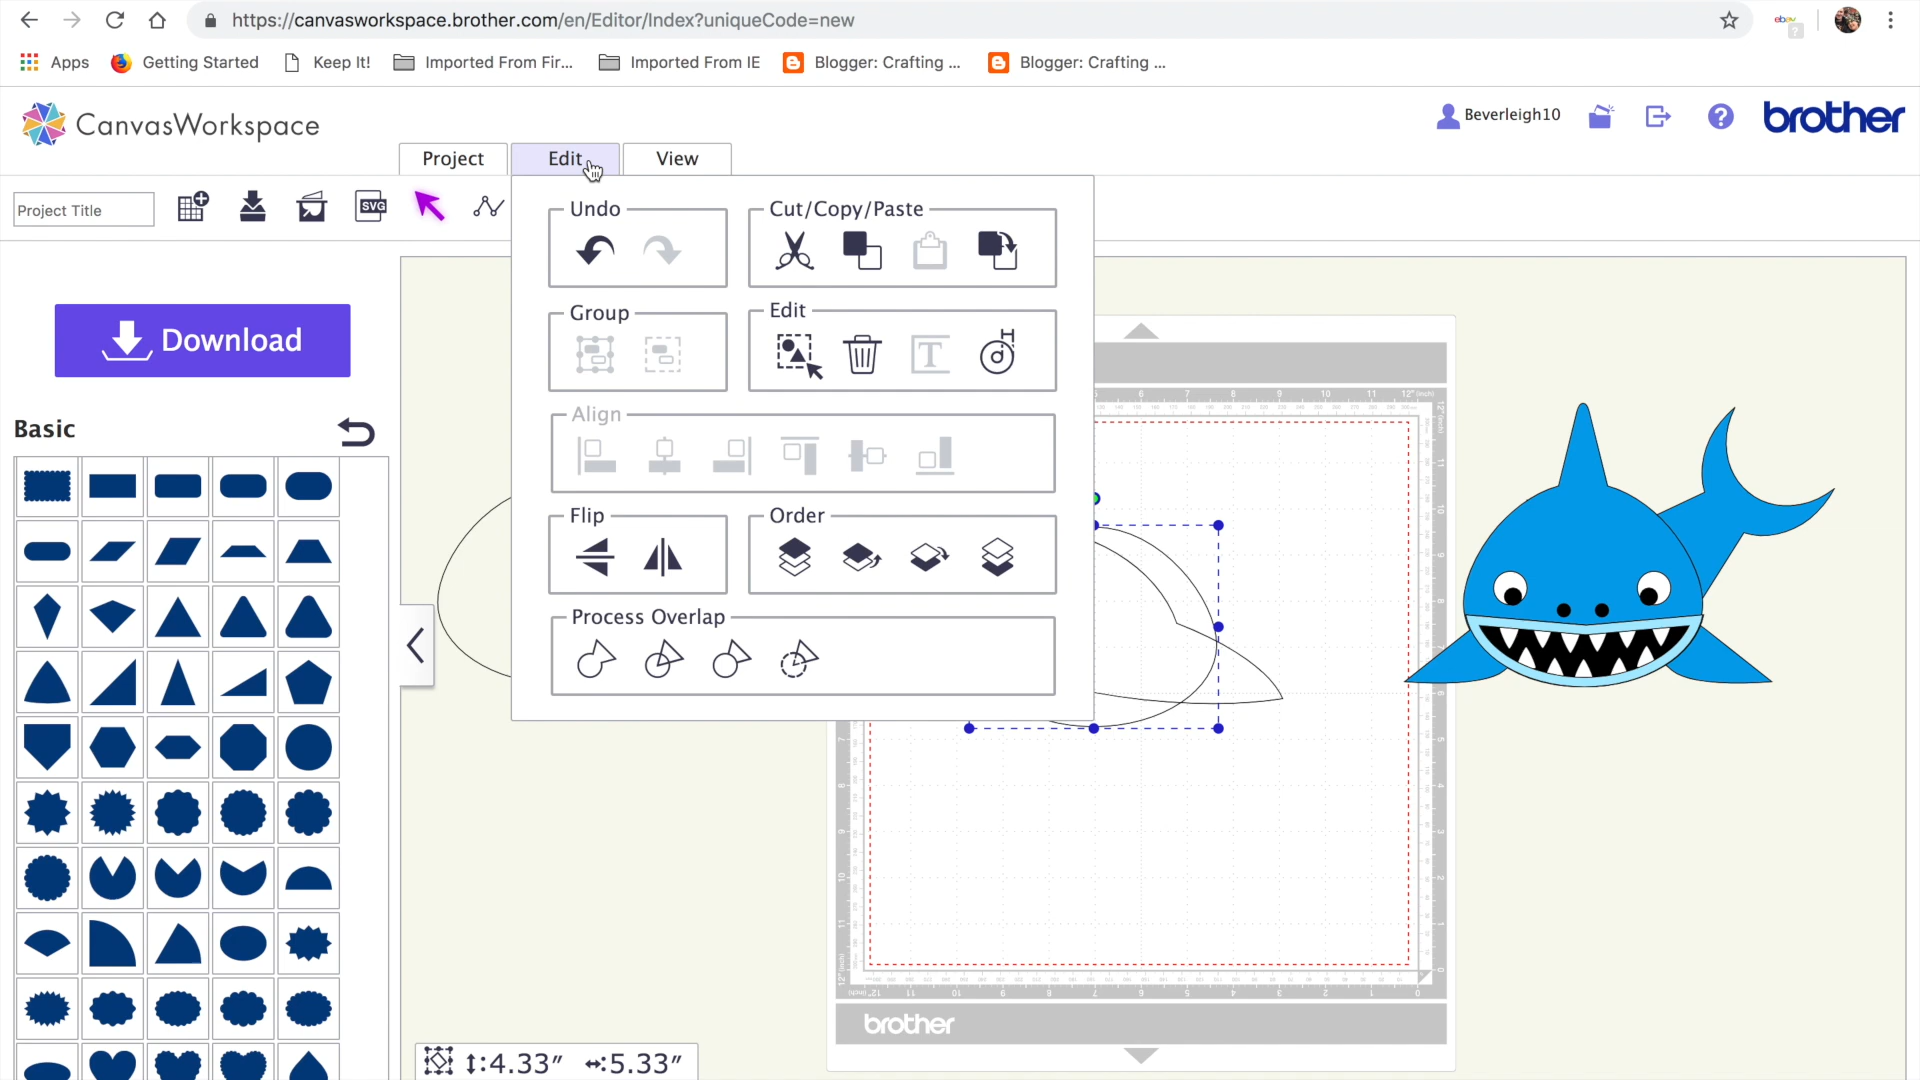 https://canvasworkspace.brother.com/en/Editor/Index?uniqueCode=new
ebay
Apps
Getting Started
Keep It!
Imported From Fir...
Imported From IE
Blogger: Crafting ...
Blogger: Crafting ...
CanvasWorkspace
Beverleigh10
brother
Project
Edit
View
Project Title
SVG
Undo
Cut/Copy/Paste
Group
Edit
Align
Flip
Order
Process Overlap
Download
Basic
brother
4.33"
5.33"